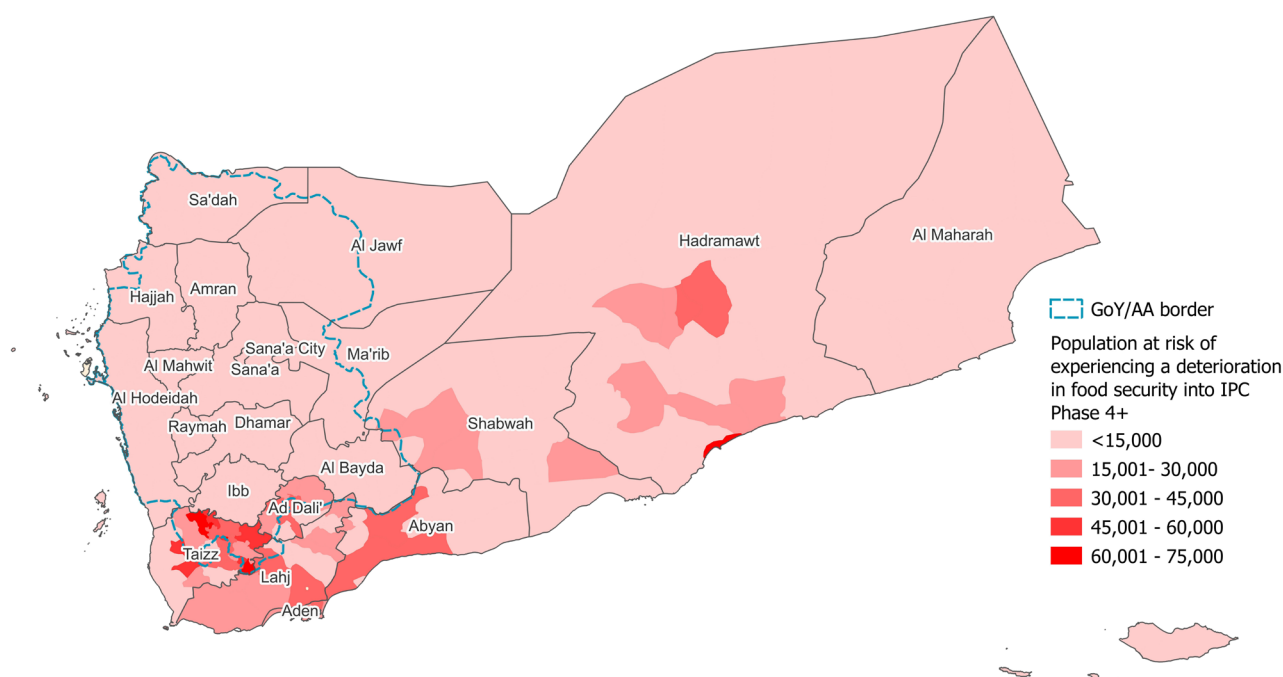 Sa'dah
Al Jawf
Hadramawt
Al Maharah
Hajjah
Amran
Sana'a City
Ma'rib
Al Mahwit
Sana'a
Al Hodeidah
Raymah
Dhamar
Shabwah
Al Bayda
Ibb
Ad Dali'
Abyan
Taizz
Lahj
Aden
GoY/AA border
Population at risk of
experiencing a deterioration
in food security into IPC
Phase 4+
<15,000
15,001- 30,000
30,001 - 45,000
45,001 - 60,000
60,001 - 75,000